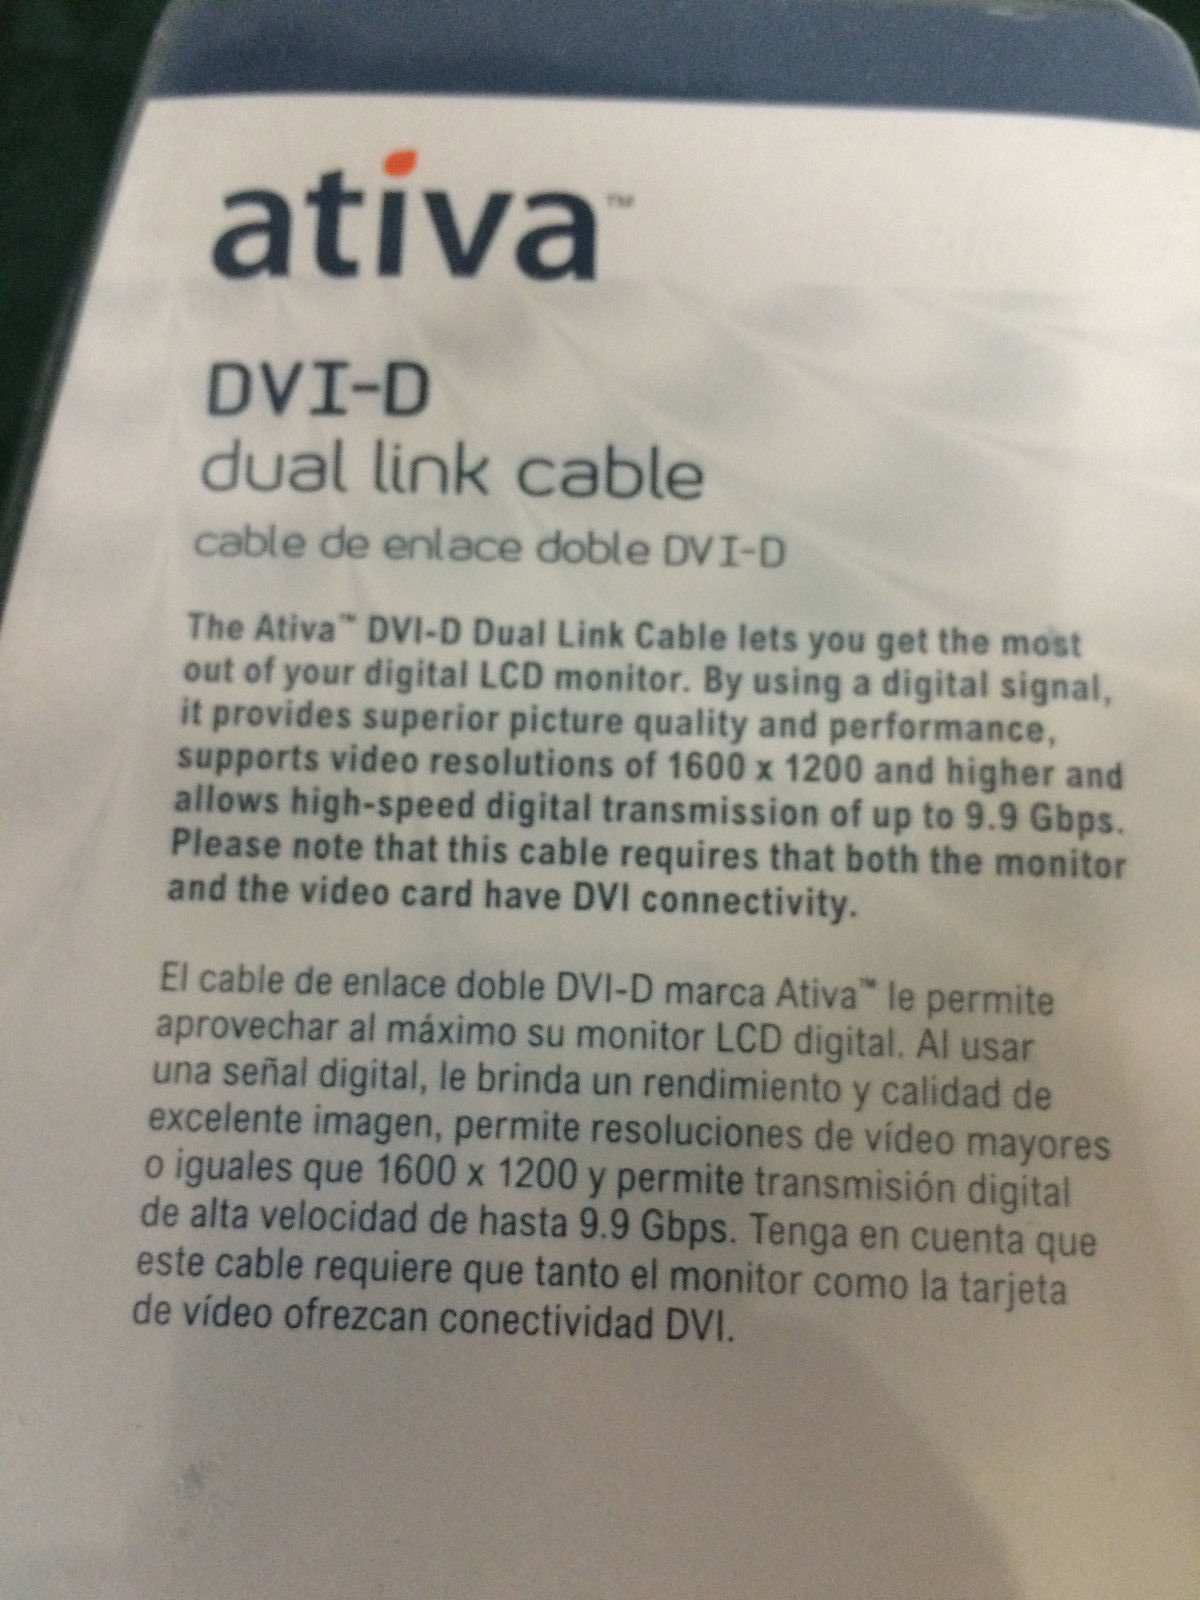 ativa™
DVI-D
dual link cable
cable de enlace doble DVI-D
The Ativa™ DVI-D Dual Link Cable lets you get the most
out of your digital LCD monitor. By using a digital signal,
it provides superior picture quality and performance,
supports video resolutions of 1600 x 1200 and higher and
allows high-speed digital transmission of up to 9.9 Gbps.
Please note that this cable requires that both the monitor
and the video card have DVI connectivity.
El cable de enlace doble DVI-D marca Ativa™ le permite
aprovechar al máximo su monitor LCD digital. Al usar
una señal digital, le brinda un rendimiento y calidad de
excelente imagen, permite resoluciones de vídeo mayores
o iguales que 1600 x 1200 y permite transmisión digital
de alta velocidad de hasta 9.9 Gbps. Tenga en cuenta que
este cable requiere que tanto el monitor como la tarjeta
de vídeo ofrezcan conectividad DVI.